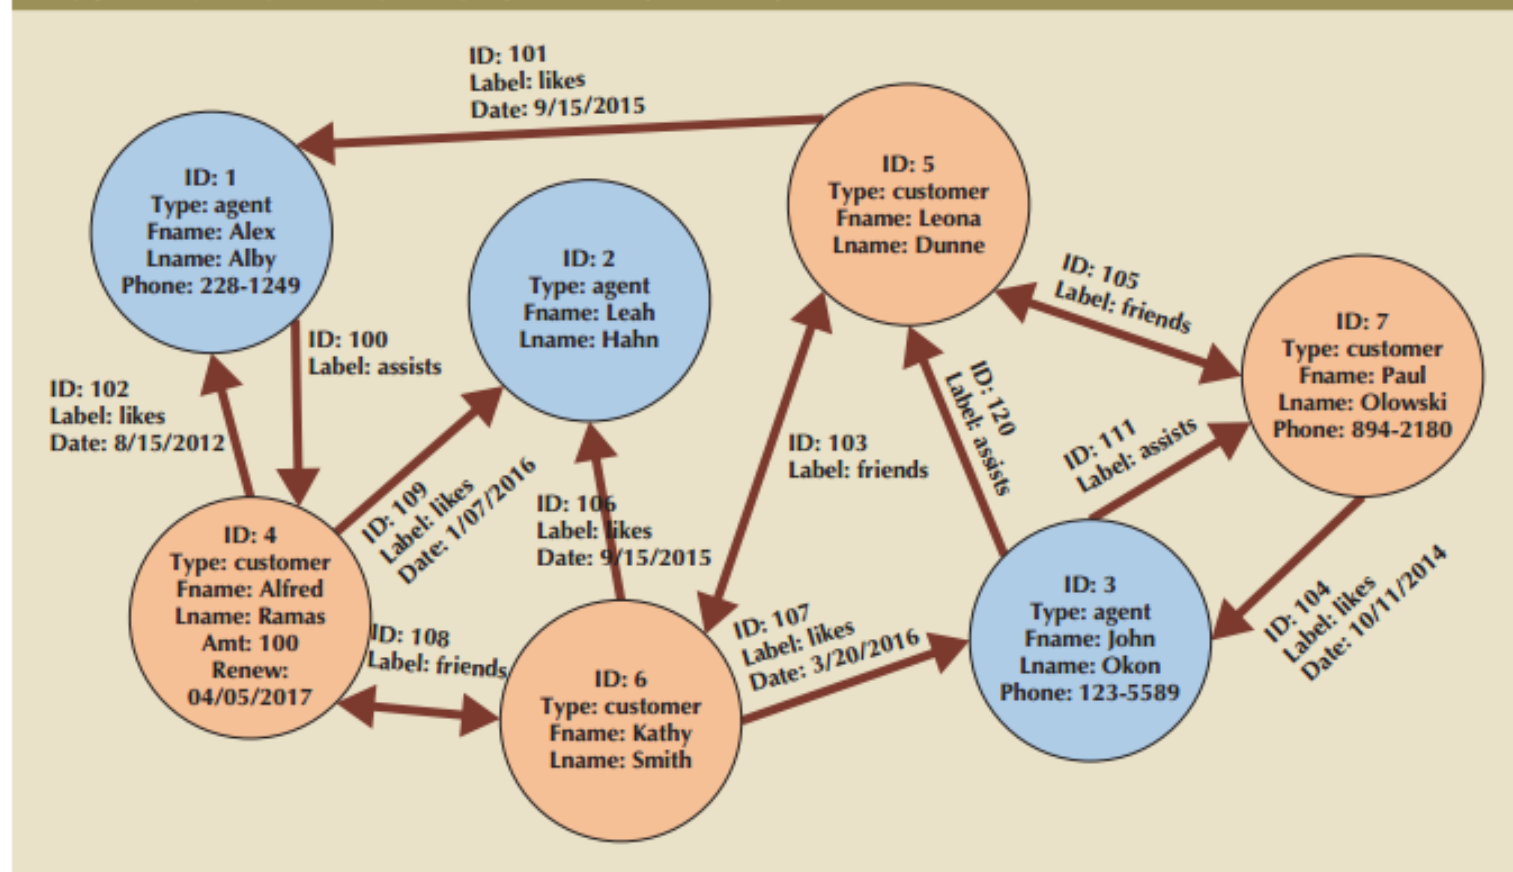 ID: 101
Label: likes
Date: 9/15/2015
ID: 1
Type: agent
Fname: Alex
Lname: Alby
Phone: 228-1249
ID: 2
Type: agent
Fname: Leah
Lname: Hahn
ID: 5
Type: customer
Fname: Leona
Lname: Dunne
ID: 105
Label: friends
ID: 7
Type: customer
Fname: Paul
Lname: Olowski
Phone: 894-2180
ID: 100
Label: assists
ID: 102
Label: likes
Date: 8/15/2012
ID: 109
Label: likes
Date: 1/07/2016
ID: 106
Label: likes
Date: 9/15/2015
ID: 103
Label: friends
ID: 120
Label: assists
ID: 111
Label: assists
ID: 4
Type: customer
Fname: Alfred
Lname: Ramas
Amt: 100
Renew:
04/05/2017
ID: 108
Label: friends
ID: 6
Type: customer
Fname: Kathy
Lname: Smith
ID: 107
Label: likes
Date: 3/20/2016
ID: 3
Type: agent
Fname: John
Lname: Okon
Phone: 123-5589
ID: 104
Label: likes
Date: 10/11/2014